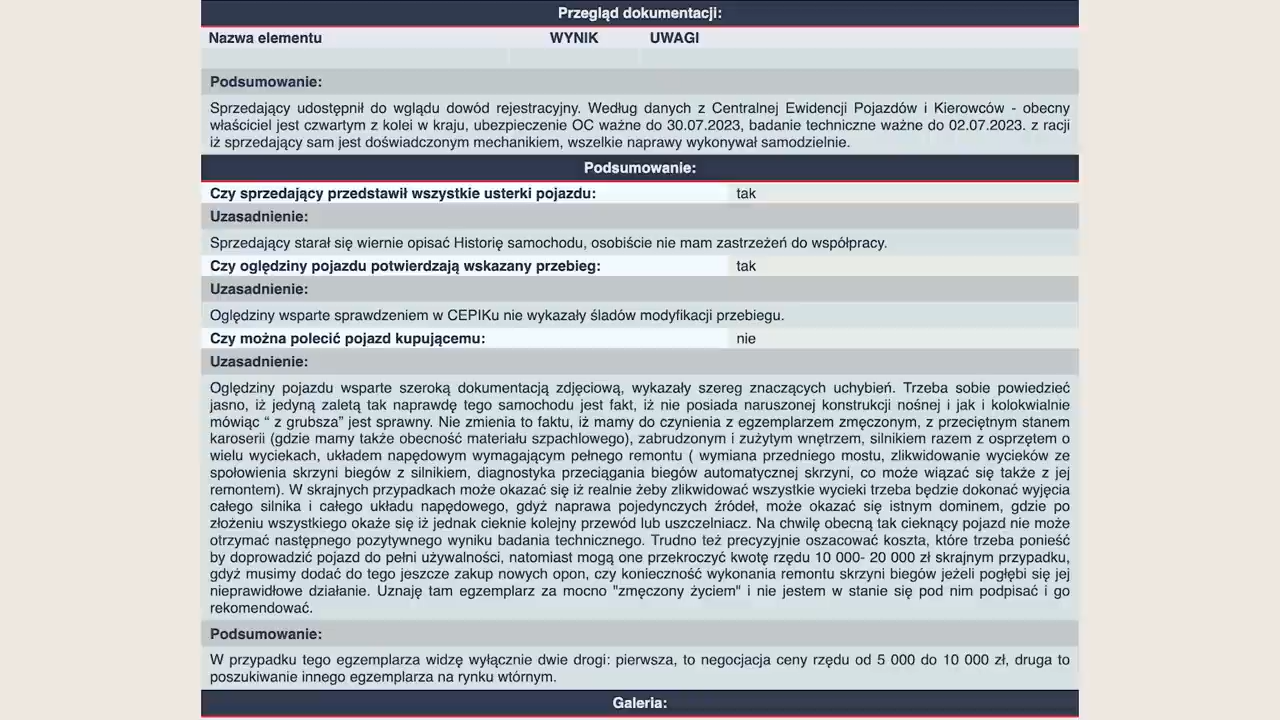 Przegląd dokumentacji:
Nazwa elementu WYNIK UWAGI
Podsumowanie:
Sprzedający udostępnił do wglądu dowód rejestracyjny. Według danych z Centralnej Ewidencji Pojazdów i Kierowców - obecny
właściciel jest czwartym z kolei w kraju, ubezpieczenie OC ważne do 30.07.2023, badanie techniczne ważne do 02.07.2023. z racji
iż sprzedający sam jest doświadczonym mechanikiem, wszelkie naprawy wykonywał samodzielnie.
Podsumowanie:
Czy sprzedający przedstawił wszystkie usterki pojazdu: tak
Uzasadnienie:
Sprzedający starał się wiernie opisać Historię samochodu, osobiście nie mam zastrzeżeń do współpracy.
Czy oględziny pojazdu potwierdzają wskazany przebieg: tak
Uzasadnienie:
Oględziny wsparte sprawdzeniem w CEPIKu nie wykazały śladów modyfikacji przebiegu.
Czy można polecić pojazd kupującemu: nie
Uzasadnienie:
Oględziny pojazdu wsparte szeroką dokumentacją zdjęciową, wykazały szereg znaczących uchybień. Trzeba sobie powiedzieć
jasno, iż jedyną zaletą tak naprawdę tego samochodu jest fakt, iż nie posiada naruszonej konstrukcji nośnej i jak i kolokwialnie
mówiąc “ z grubsza” jest sprawny. Nie zmienia to faktu, iż mamy do czynienia z egzemplarzem zmęczonym, z przeciętnym stanem
karoserii (gdzie mamy także obecność materiału szpachlowego), zabrudzonym i zużytym wnętrzem, silnikiem razem z osprzętem o
wielu wyciekach, układem napędowym wymagającym pełnego remontu ( wymiana przedniego mostu, zlikwidowanie wycieków ze
społowienia skrzyni biegów z silnikiem, diagnostyka przeciągania biegów automatycznej skrzyni, co może wiązać się także z jej
remontem). W skrajnych przypadkach może okazać się iż realnie żeby zlikwidować wszystkie wycieki trzeba będzie dokonać wyjęcia
całego silnika i całego układu napędowego, gdyż naprawa pojedynczych źródeł, może okazać się istnym dominem, gdzie po
złożeniu wszystkiego okaże się iż jednak cieknie kolejny przewód lub uszczelniacz. Na chwilę obecną tak cieknący pojazd nie może
otrzymać następnego pozytywnego wyniku badania technicznego. Trudno też precyzyjnie oszacować koszta, które trzeba ponieść
by doprowadzić pojazd do pełni używalności, natomiast mogą one przekroczyć kwotę rzędu 10 000- 20 000 zł skrajnym przypadku,
gdyż musimy dodać do tego jeszcze zakup nowych opon, czy konieczność wykonania remontu skrzyni biegów jeżeli pogłębi się jej
nieprawidłowe działanie. Uznaję tam egzemplarz za mocno "zmęczony życiem" i nie jestem w stanie się pod nim podpisać i go
rekomendować.
Podsumowanie:
W przypadku tego egzemplarza widzę wyłącznie dwie drogi: pierwsza, to negocjacja ceny rzędu od 5 000 do 10 000 zł, druga to
poszukiwanie innego egzemplarza na rynku wtórnym.
Galeria: